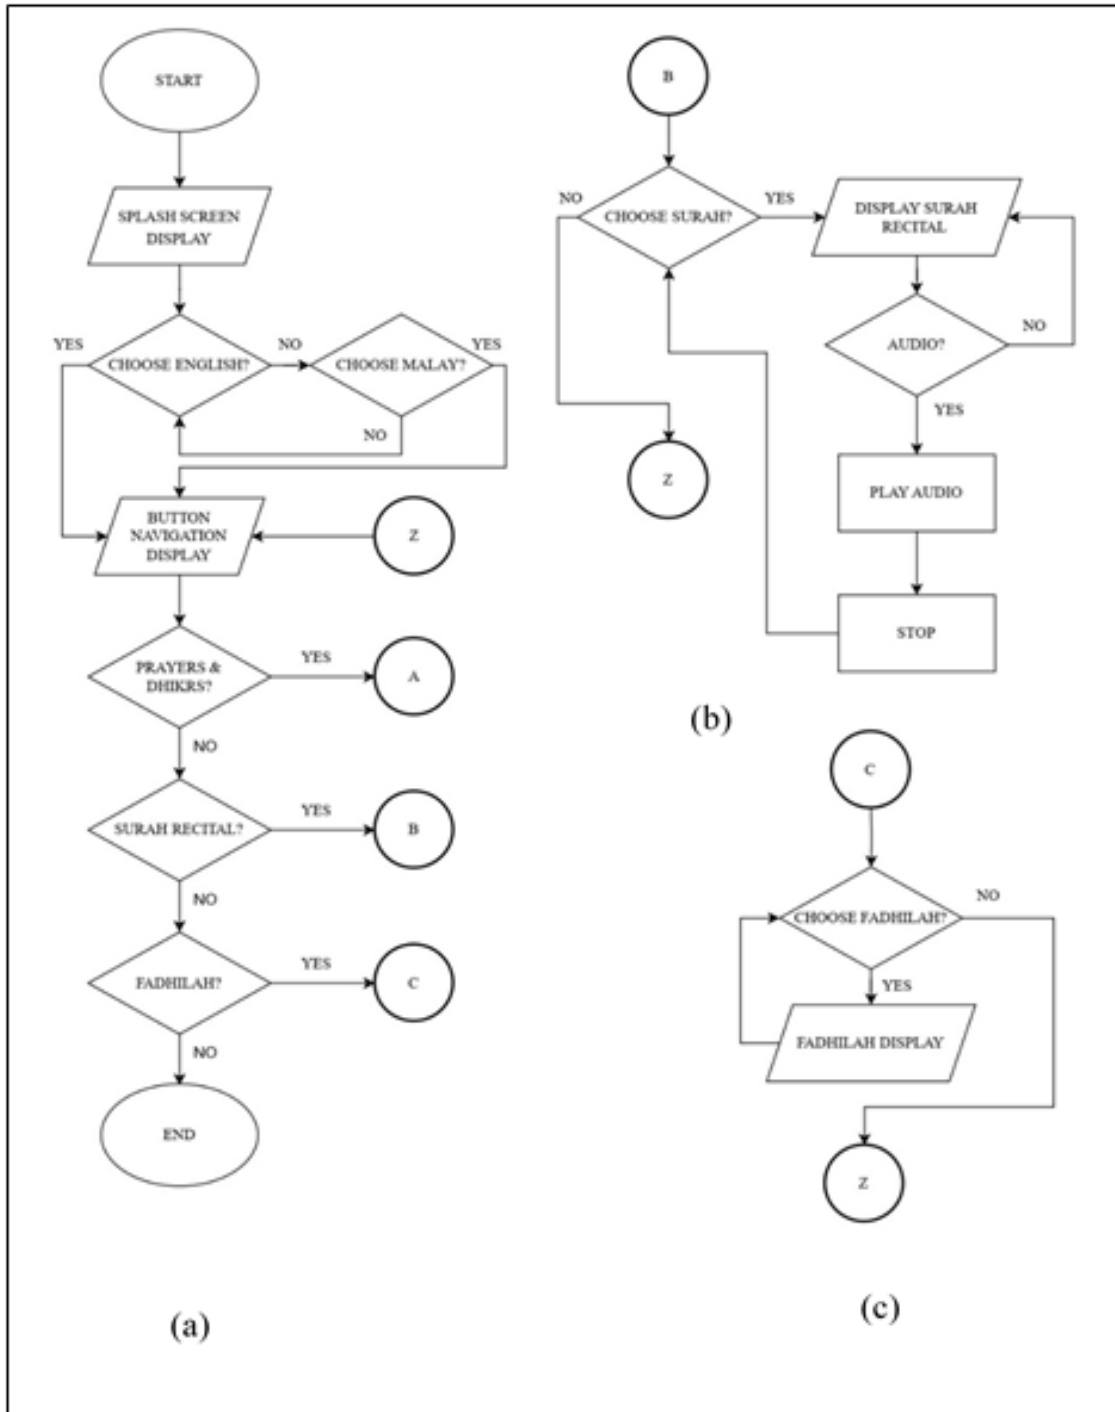 START
SPLASH SCREEN
DISPLAY
YES
CHOOSE ENGLISH?
NO
CHOOSE MALAY?
YES
NO
BUTTON
NAVIGATION
DISPLAY
Z
PRAYERS &
DHIKRS?
YES
A
NO
SURAH RECITAL?
YES
B
NO
FADHILAH?
YES
C
NO
END
(a)
B
NO
CHOOSE SURAH?
YES
DISPLAY SURAH
RECITAL
AUDIO?
NO
YES
Z
PLAY AUDIO
STOP
(b)
C
CHOOSE FADHILAH?
NO
YES
FADHILAH DISPLAY
Z
(c)